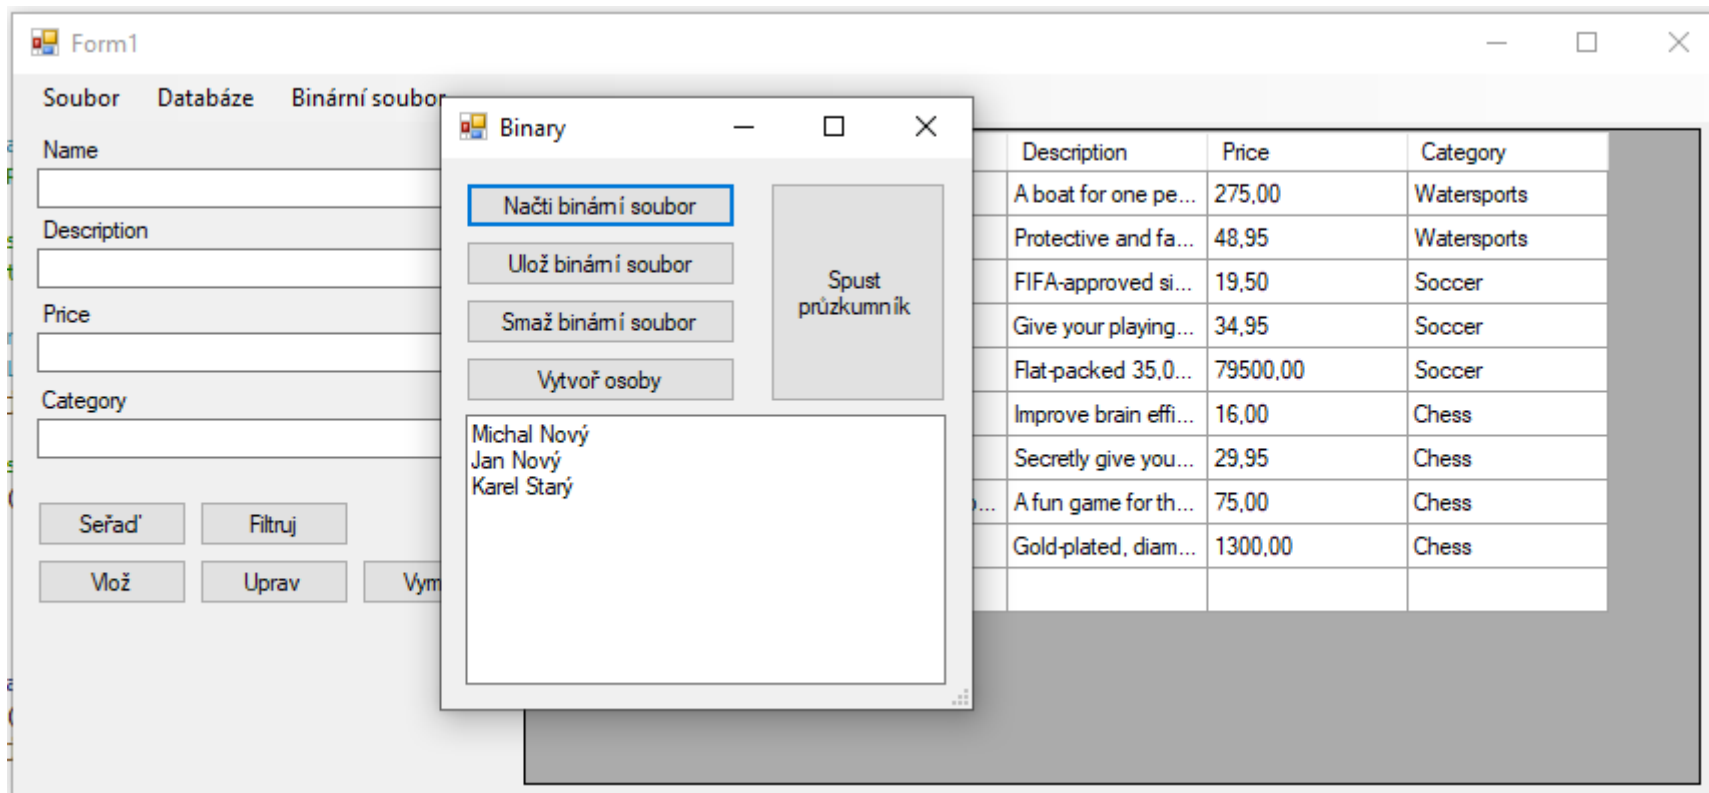 Form1
Soubor Databáze Binární soubor
Name
Description
Price
Category
Seřaď Filtruj
Vlož Uprav
Binary
Načti binární soubor
Ulož binární soubor
Smaž binární soubor
Vytvoř osoby
Spust
průzkumník
Michal Nový
Jan Nový
Karel Starý
Description Price Category
A boat for one pe... 275,00 Watersports
Protective and fa... 48,95 Watersports
FIFA-approved si... 19,50 Soccer
Give your playing... 34,95 Soccer
Flat-packed 35,0... 79500,00 Soccer
Improve brain effi... 16,00 Chess
Secretly give you... 29,95 Chess
A fun game for th... 75,00 Chess
Gold-plated, diam... 1300,00 Chess